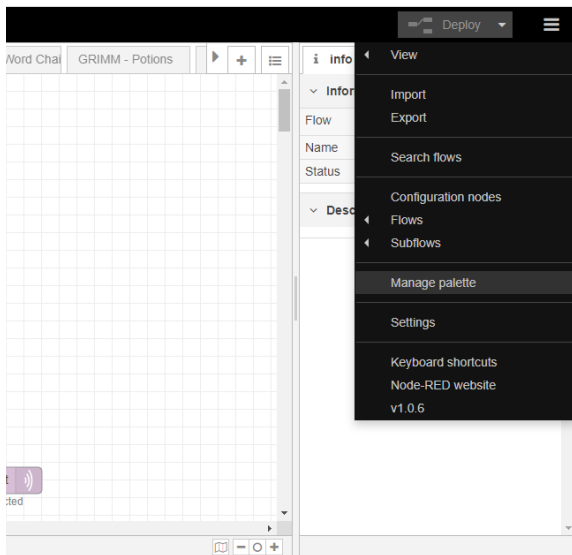 Deploy
Word Chai
GRIMM - Potions
info
View
Infor
Import
Export
Flow
Name
Search flows
Status
Configuration nodes
Desc
Flows
Subflows
Manage palette
Settings
Keyboard shortcuts
Node-RED website
v1.0.6
t
cted